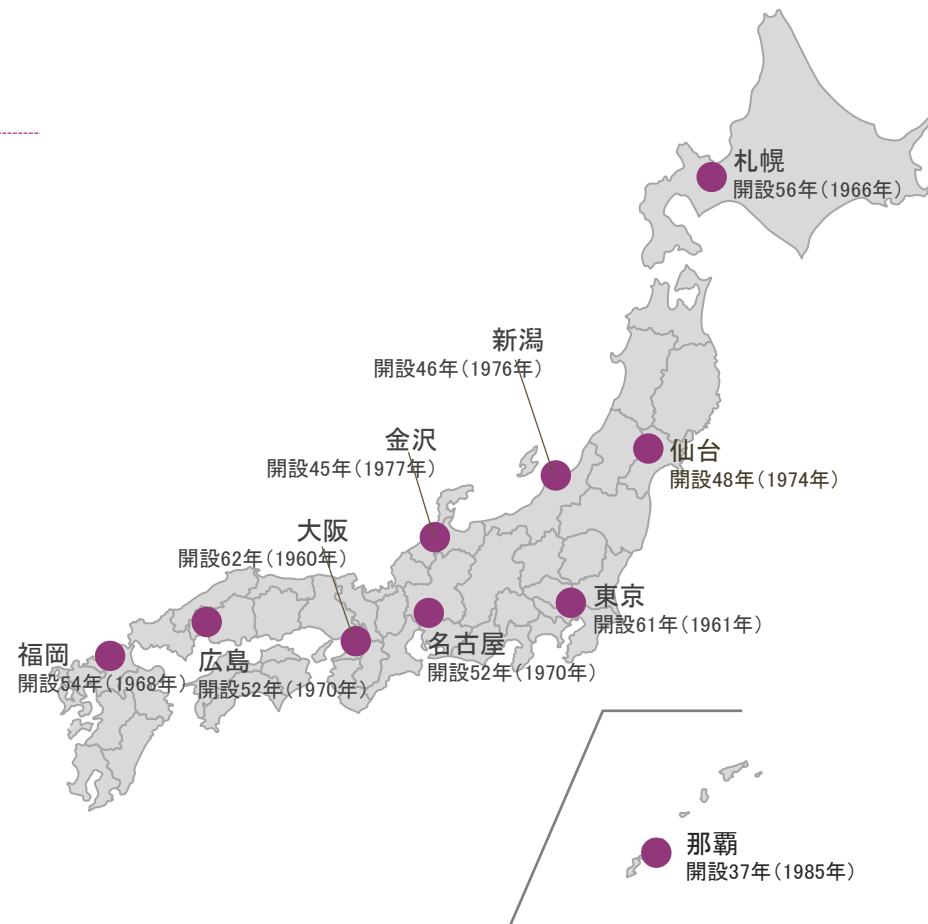 札幌
開設56年(1966年)
新潟
開設46年(1976年)
金沢
開設45年(1977年)
仙台
開設48年(1974年)
大阪
開設62年(1960年)
東京
開設61年(1961年)
名古屋
開設52年(1970年)
福岡
開設54年(1968年)
広島
開設52年(1970年)
那覇
開設37年(1985年)